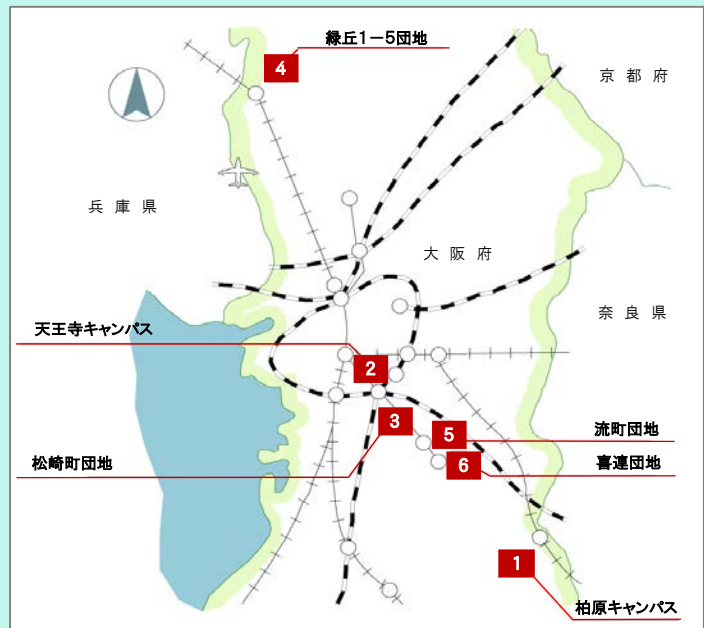 緑丘1－5団地
4
京都府
兵庫県
大阪府
奈良県
天王寺キャンパス
2
3
5
流町団地
松崎町団地
6
喜連団地
1
柏原キャンパス